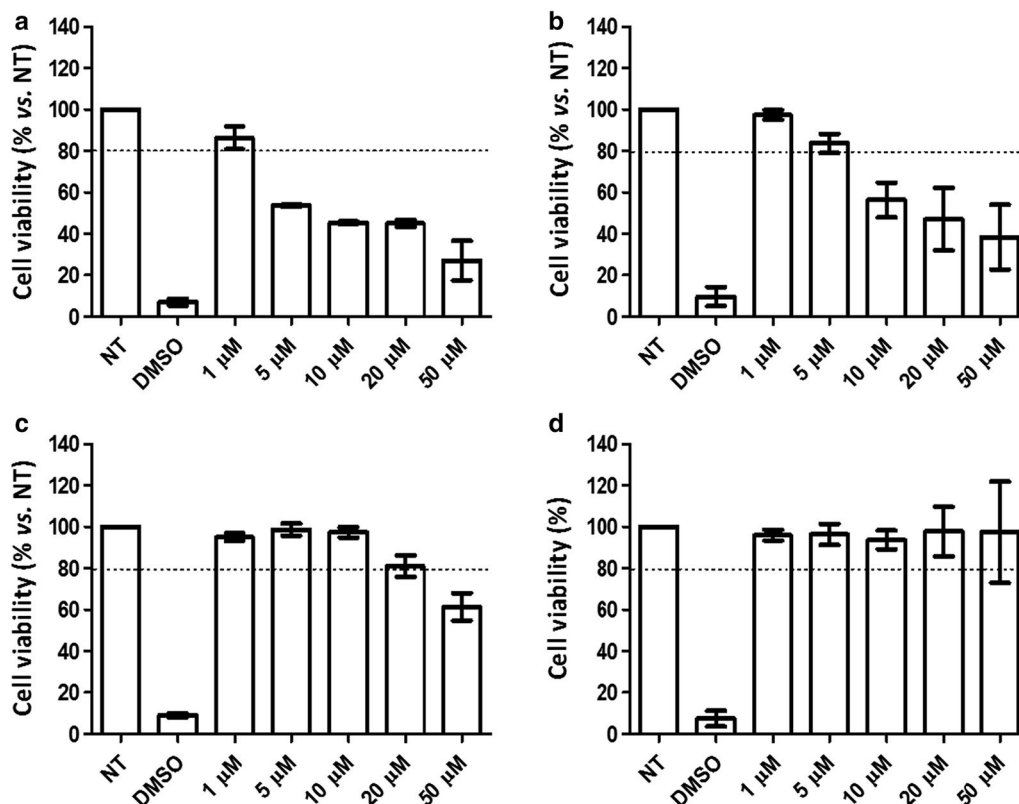 a
Cell viability (% vs. NT)
140
120
100
80
60
40
20
0
NT
DMSO
1 µM
5 µM
10 µM
20 µM
50 µM
b
Cell viability (% vs. NT)
140
120
100
80
60
40
20
0
NT
DMSO
1 µM
5 µM
10 µM
20 µM
50 µM
c
Cell viability (% vs. NT)
140
120
100
80
60
40
20
0
NT
DMSO
1 µM
5 µM
10 µM
20 µM
50 µM
d
Cell viability (%)
140
120
100
80
60
40
20
0
NT
DMSO
1 µM
5 µM
10 µM
20 µM
50 µM